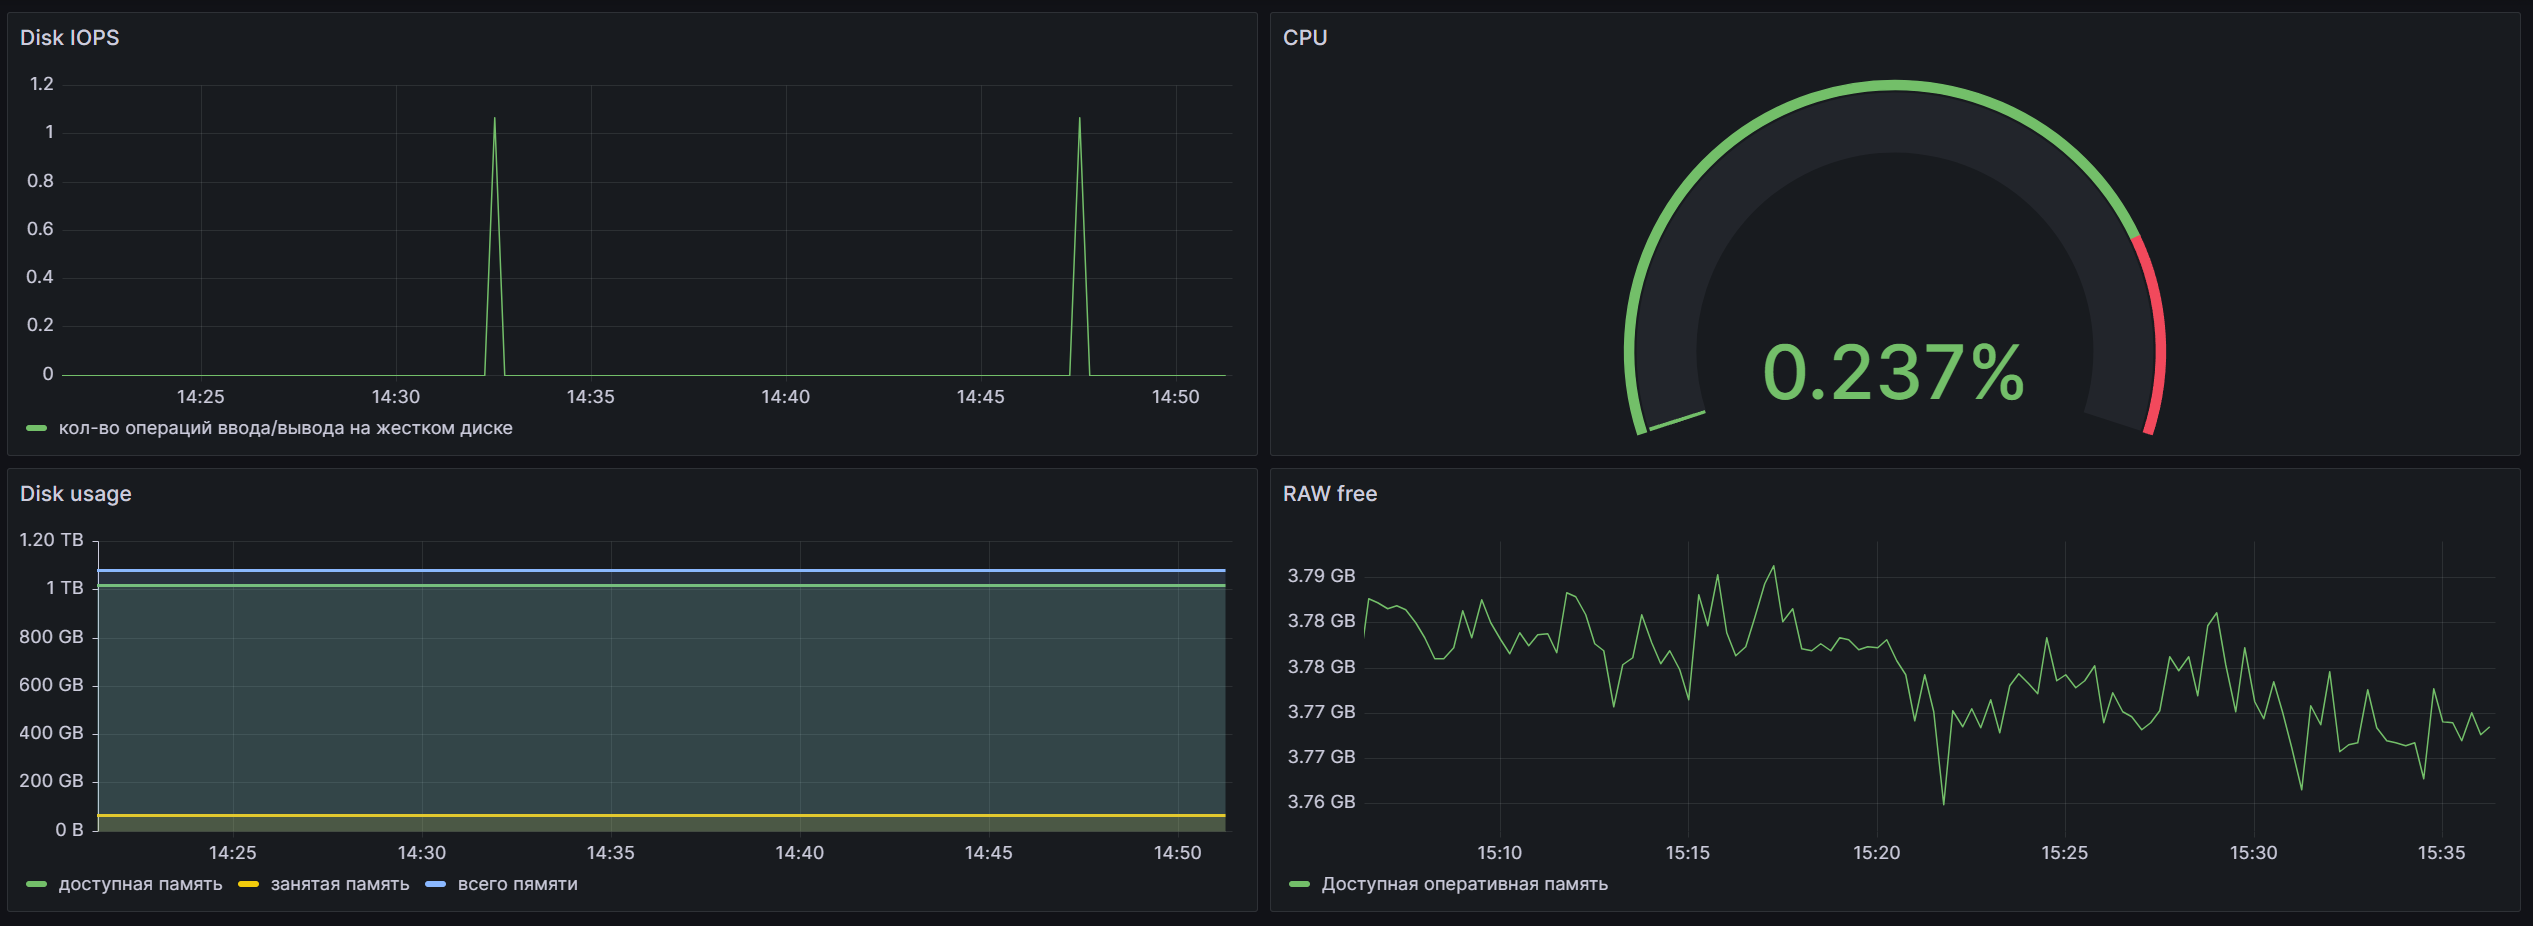 Disk IOPS
1.2
1
0.8
0.6
0.4
0.2
0
14:25 14:30 14:35 14:40 14:45 14:50
кол-во операций ввода/вывода на жестком диске
CPU
0.237%
Disk usage
1.20 TB
1 TB
800 GB
600 GB
400 GB
200 GB
0 B
14:25 14:30 14:35 14:40 14:45 14:50
доступная память занятая память всего пямяти
RAW free
3.79 GB
3.78 GB
3.78 GB
3.77 GB
3.77 GB
3.76 GB
15:10 15:15 15:20 15:25 15:30 15:35
Доступная оперативная память